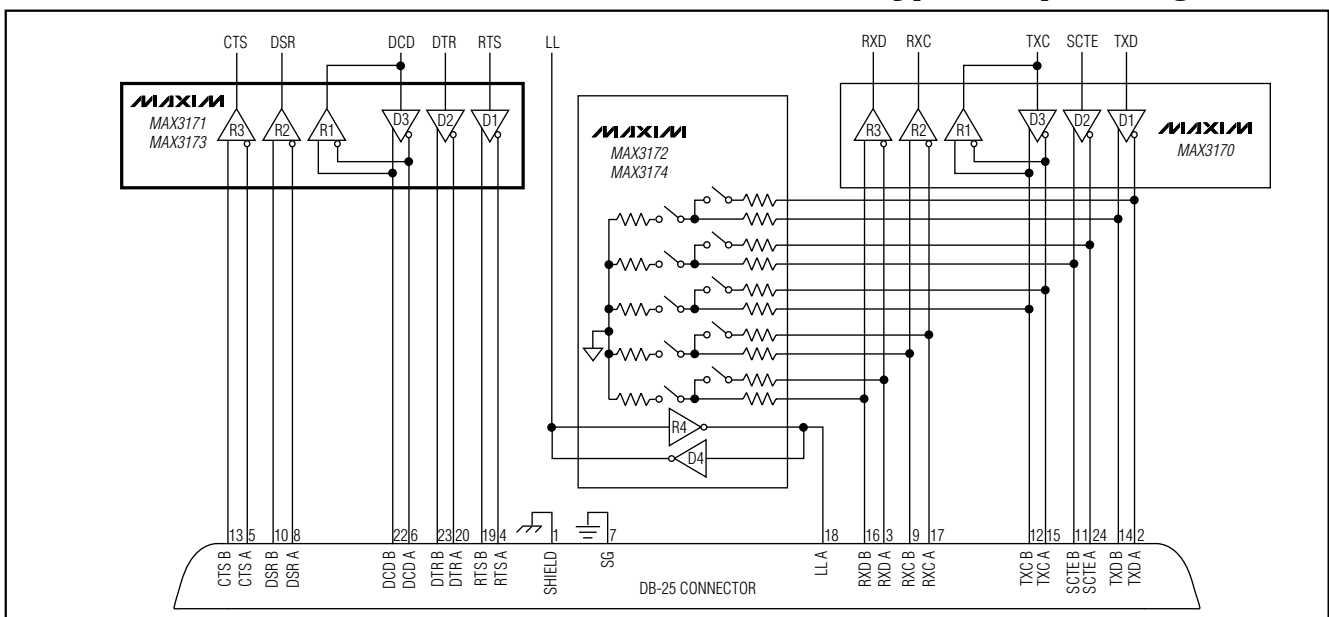 CTS DSR DCD DTR RTS LL RXD RXC TXC SCTE TXD
MAXIM
MAX3171
MAX3173
R3 R2 R1 D3 D2 D1
MAXIM
MAX3172
MAX3174
R3 R2 R1 D3 D2 D1
MAXIM
MAX3170
R4
D4
13 5 10 8 22 6 23 20 19 4 1 7 18 16 3 9 17 12 15 11 24 14 2
CTS B
CTS A
DSR B
DSR A
DCD B
DCD A
DTR B
DTR A
RTS B
RTS A
SHIELD
SG
LL A
RXD B
RXD A
RXC B
RXC A
TXC B
TXC A
SCTE B
SCTE A
TXD B
TXD A
DB-25 CONNECTOR